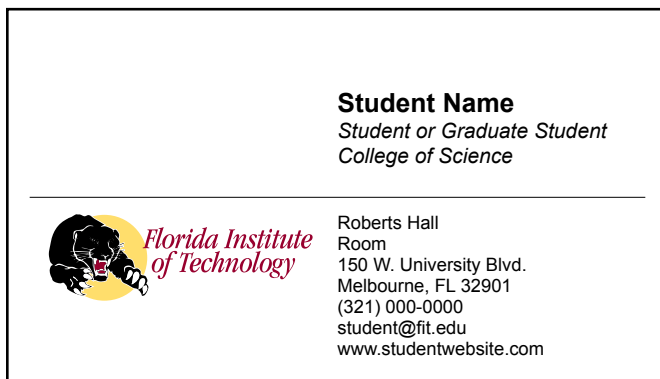 Student Name
Student or Graduate Student
College of Science
Florida Institute
of Technology
Roberts Hall
Room
150 W. University Blvd.
Melbourne, FL 32901
(321) 000-0000
student@fit.edu
www.studentwebsite.com